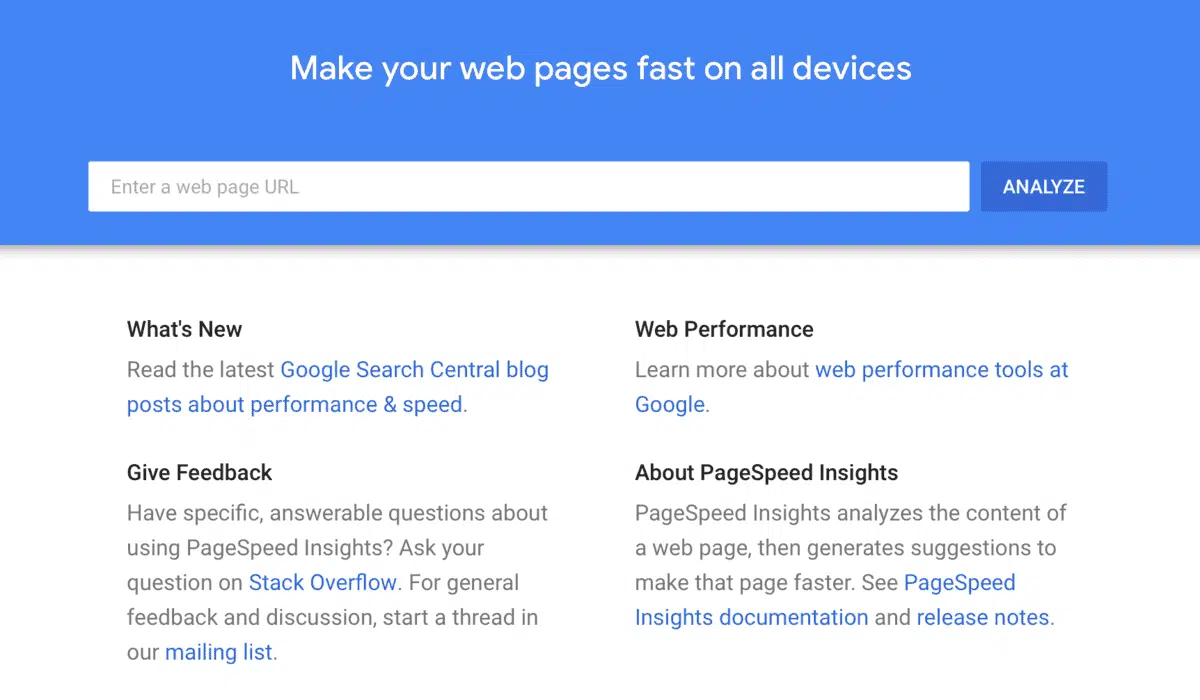 Make your web pages fast on all devices
Enter a web page URL
ANALYZE
What's New
Read the latest Google Search Central blog
posts about performance & speed.
Web Performance
Learn more about web performance tools at
Google.
Give Feedback
Have specific, answerable questions about
using PageSpeed Insights? Ask your
question on Stack Overflow. For general
feedback and discussion, start a thread in
our mailing list.
About PageSpeed Insights
PageSpeed Insights analyzes the content of
a web page, then generates suggestions to
make that page faster. See PageSpeed
Insights documentation and release notes.